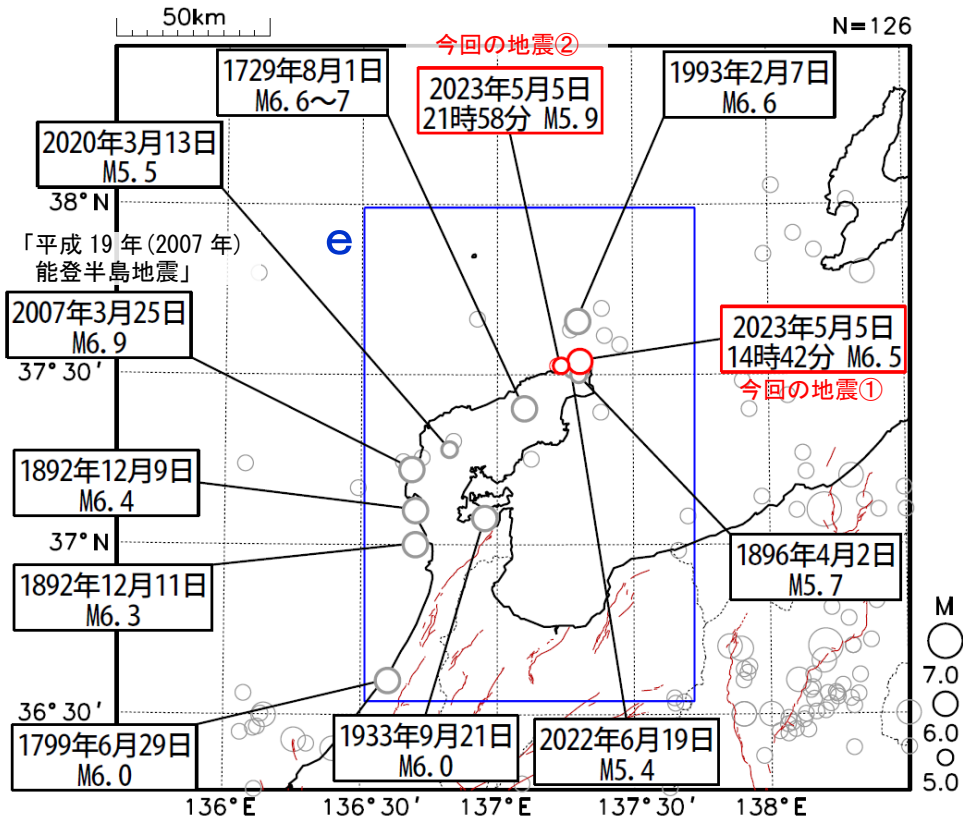 50km
N=126
今回の地震②
1729年8月1日
M6.6～7
2023年5月5日
21時58分 M5.9
1993年2月7日
M6.6
2020年3月13日
M5.5
38°N
e
「平成 19 年(2007 年)
能登半島地震」
2007年3月25日
M6.9
2023年5月5日
14時42分 M6.5
今回の地震①
37°30′
1892年12月9日
M6.4
37°N
1892年12月11日
M6.3
1896年4月2日
M5.7
M
7.0
6.0
5.0
36°30′
1799年6月29日
M6.0
1933年9月21日
M6.0
2022年6月19日
M5.4
136°E
136°30′
137°E
137°30′
138°E